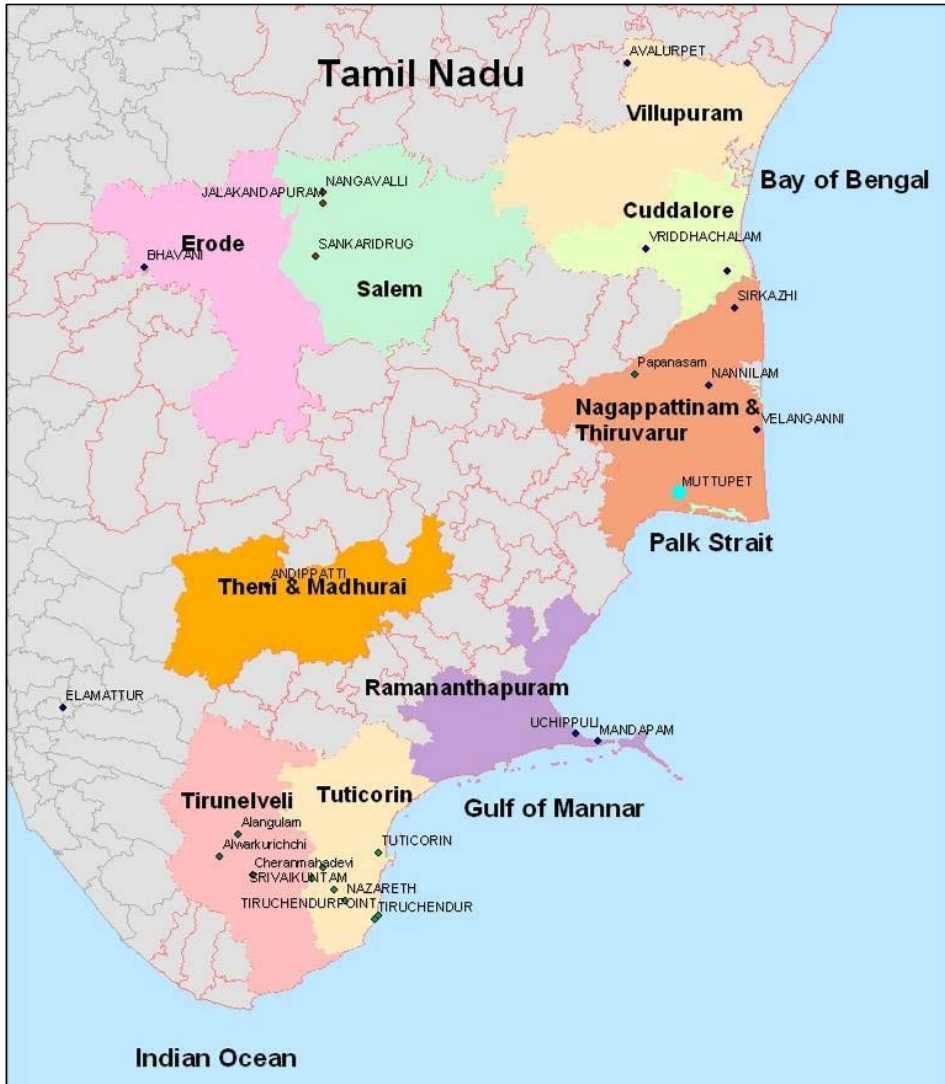 AVALURPET
Tamil Nadu
Villupuram
Bay of Bengal
NANGAVALLI
JALAKANDAPURAM
Cuddalore
Erode
SANKARIDRUG
VRIDDHACHALAM
BHAVANI
Salem
SIRKAZHI
Papanasam
NANNILAM
Nagappattinam &
Thiruvarur
VELANGANNI
MUTTUPET
Palk Strait
ANDIPPATTI
Theni & Madhurai
Ramananthapuram
ELAMATTUR
UCHIPPULI
MANDAPAM
Tirunelveli
Tuticorin
Gulf of Mannar
Alangulam
Alwarkurichchi
TUTICORIN
Cheranmahadevi
SRIVAIKUNTAM
NAZARETH
TIRUCHENDURPOINT
TIRUCHENDUR
Indian Ocean